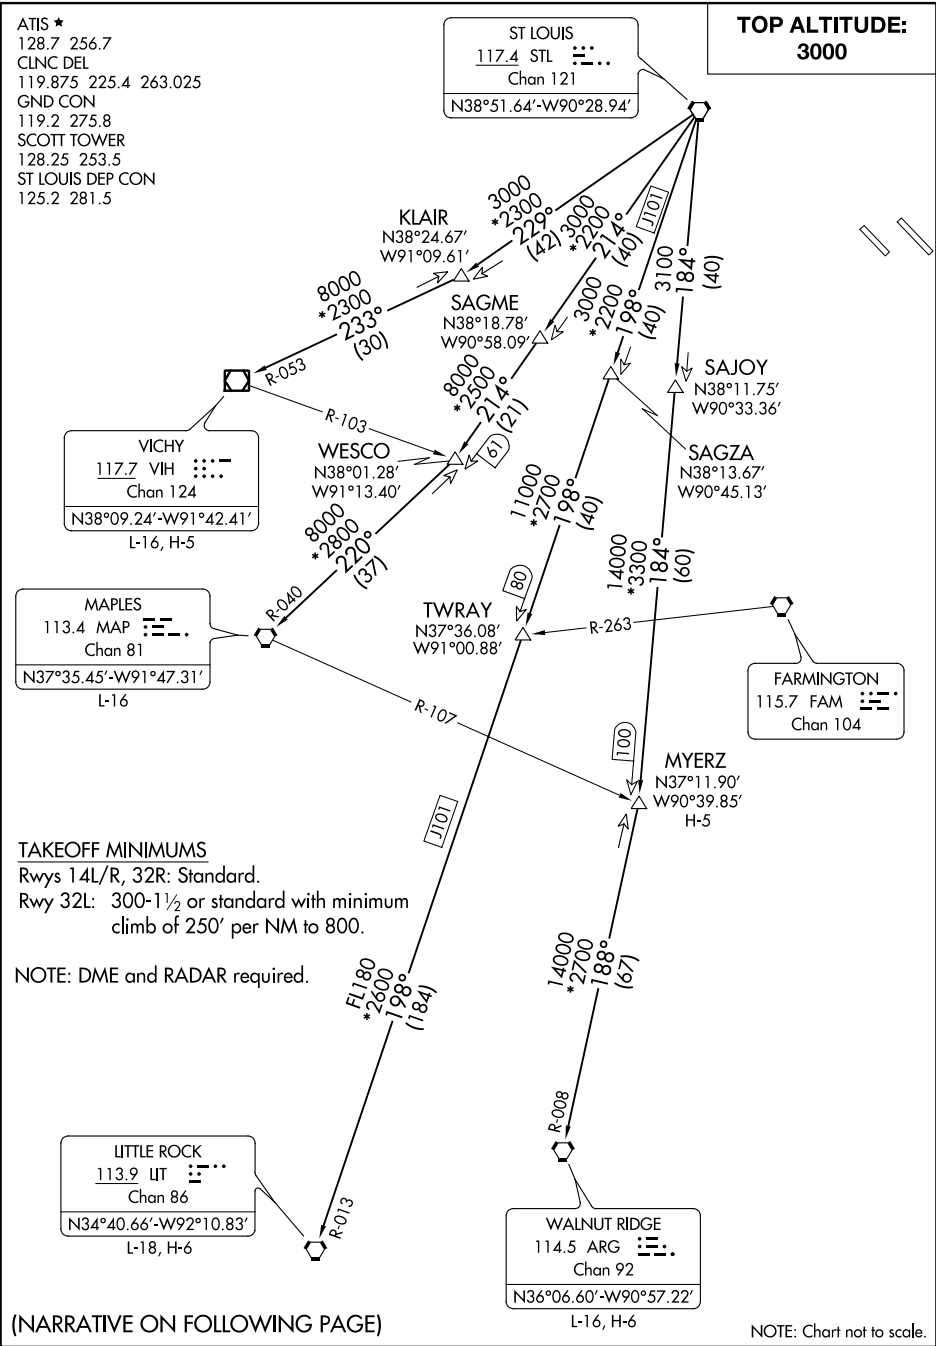 ATIS ★
128.7 256.7
CLNC DEL
119.875 225.4 263.025
GND CON
119.2 275.8
SCOTT TOWER
128.25 253.5
ST LOUIS DEP CON
125.2 281.5
ST LOUIS
117.4 STL
Chan 121
N38°51.64′-W90°28.94′
TOP ALTITUDE:
3000
3000
*2300
229°
(42)
3000
*2200
214°
(40)
J101
3000
*2200
198°
(40)
3100
184°
(40)
KLAIR
N38°24.67′
W91°09.61′
8000
*2300
233°
(30)
R-053
SAGME
N38°18.78′
W90°58.09′
8000
*2500
214°
(21)
61
SAJOY
N38°11.75′
W90°33.36′
SAGZA
N38°13.67′
W90°45.13′
R-103
VICHY
117.7 VIH
Chan 124
N38°09.24′-W91°42.41′
L-16, H-5
WESCO
N38°01.28′
W91°13.40′
8000
*2800
220°
(37)
R-040
11000
*2700
198°
(40)
80
14000
*3300
184°
(60)
100
MAPLES
113.4 MAP
Chan 81
N37°35.45′-W91°47.31′
L-16
TWRAY
N37°36.08′
W91°00.88′
R-263
FARMINGTON
115.7 FAM
Chan 104
R-107
MYERZ
N37°11.90′
W90°39.85′
H-5
J101
TAKEOFF MINIMUMS
Rwys 14L/R, 32R: Standard.
Rwy 32L: 300-1½ or standard with minimum
climb of 250′ per NM to 800.
NOTE: DME and RADAR required.
FL180
*2600
198°
(184)
14000
*2700
188°
(67)
R-008
R-013
LITTLE ROCK
113.9 LIT
Chan 86
N34°40.66′-W92°10.83′
L-18, H-6
WALNUT RIDGE
114.5 ARG
Chan 92
N36°06.60′-W90°57.22′
L-16, H-6
(NARRATIVE ON FOLLOWING PAGE)
NOTE: Chart not to scale.